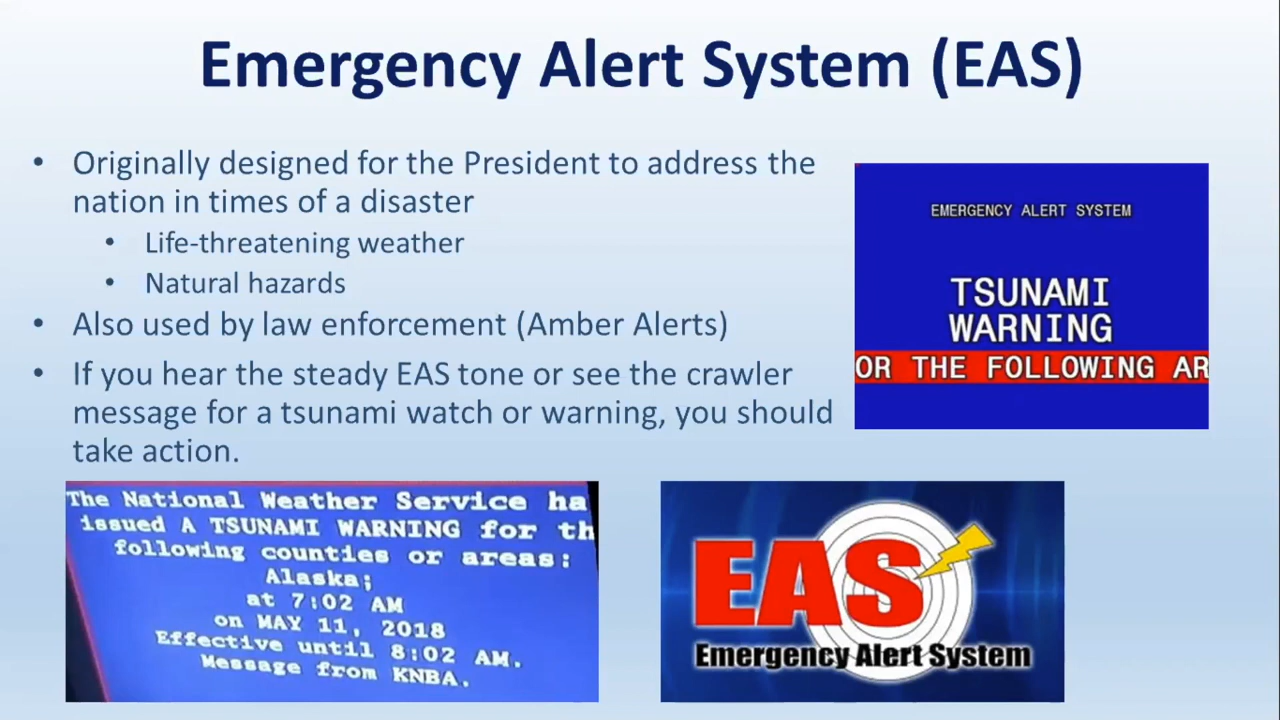 Emergency Alert System (EAS)
• Originally designed for the President to address the
nation in times of a disaster
• Life-threatening weather
• Natural hazards
• Also used by law enforcement (Amber Alerts)
• If you hear the steady EAS tone or see the crawler
message for a tsunami watch or warning, you should
take action.
EMERGENCY ALERT SYSTEM
TSUNAMI
WARNING
OR THE FOLLOWING AR
The National Weather Service ha
issued A TSUNAMI WARNING for th
following counties or areas:
Alaska;
at 7:02 AM
on MAY 11, 2018
Effective until 8:02 AM.
Message from KNBA.
EAS
Emergency Alert System